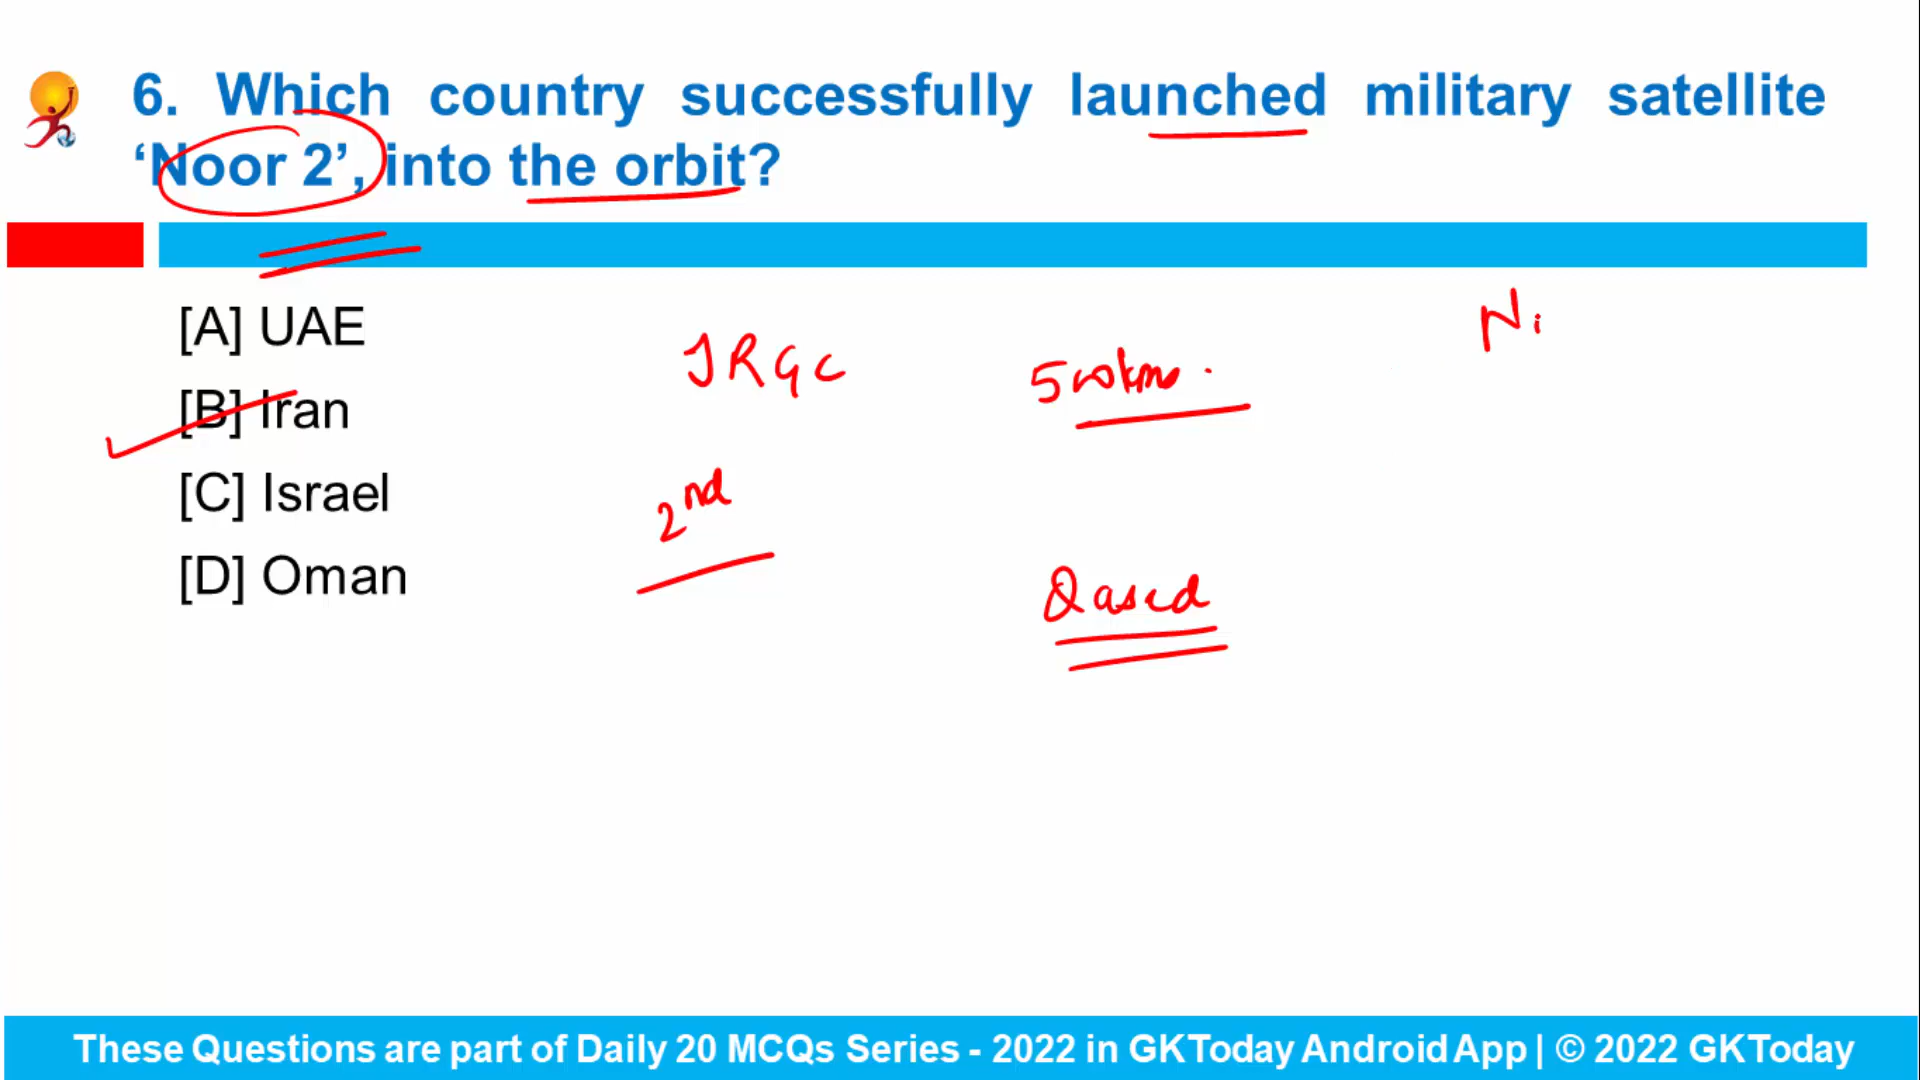 6. Which country successfully launched military satellite
‘Noor 2’, into the orbit?
[A] UAE
[B] Iran
[C] Israel
[D] Oman
IRGC
500kms.
Ni
2nd
Qased
These Questions are part of Daily 20 MCQs Series - 2022 in GKToday Android App | © 2022 GKToday